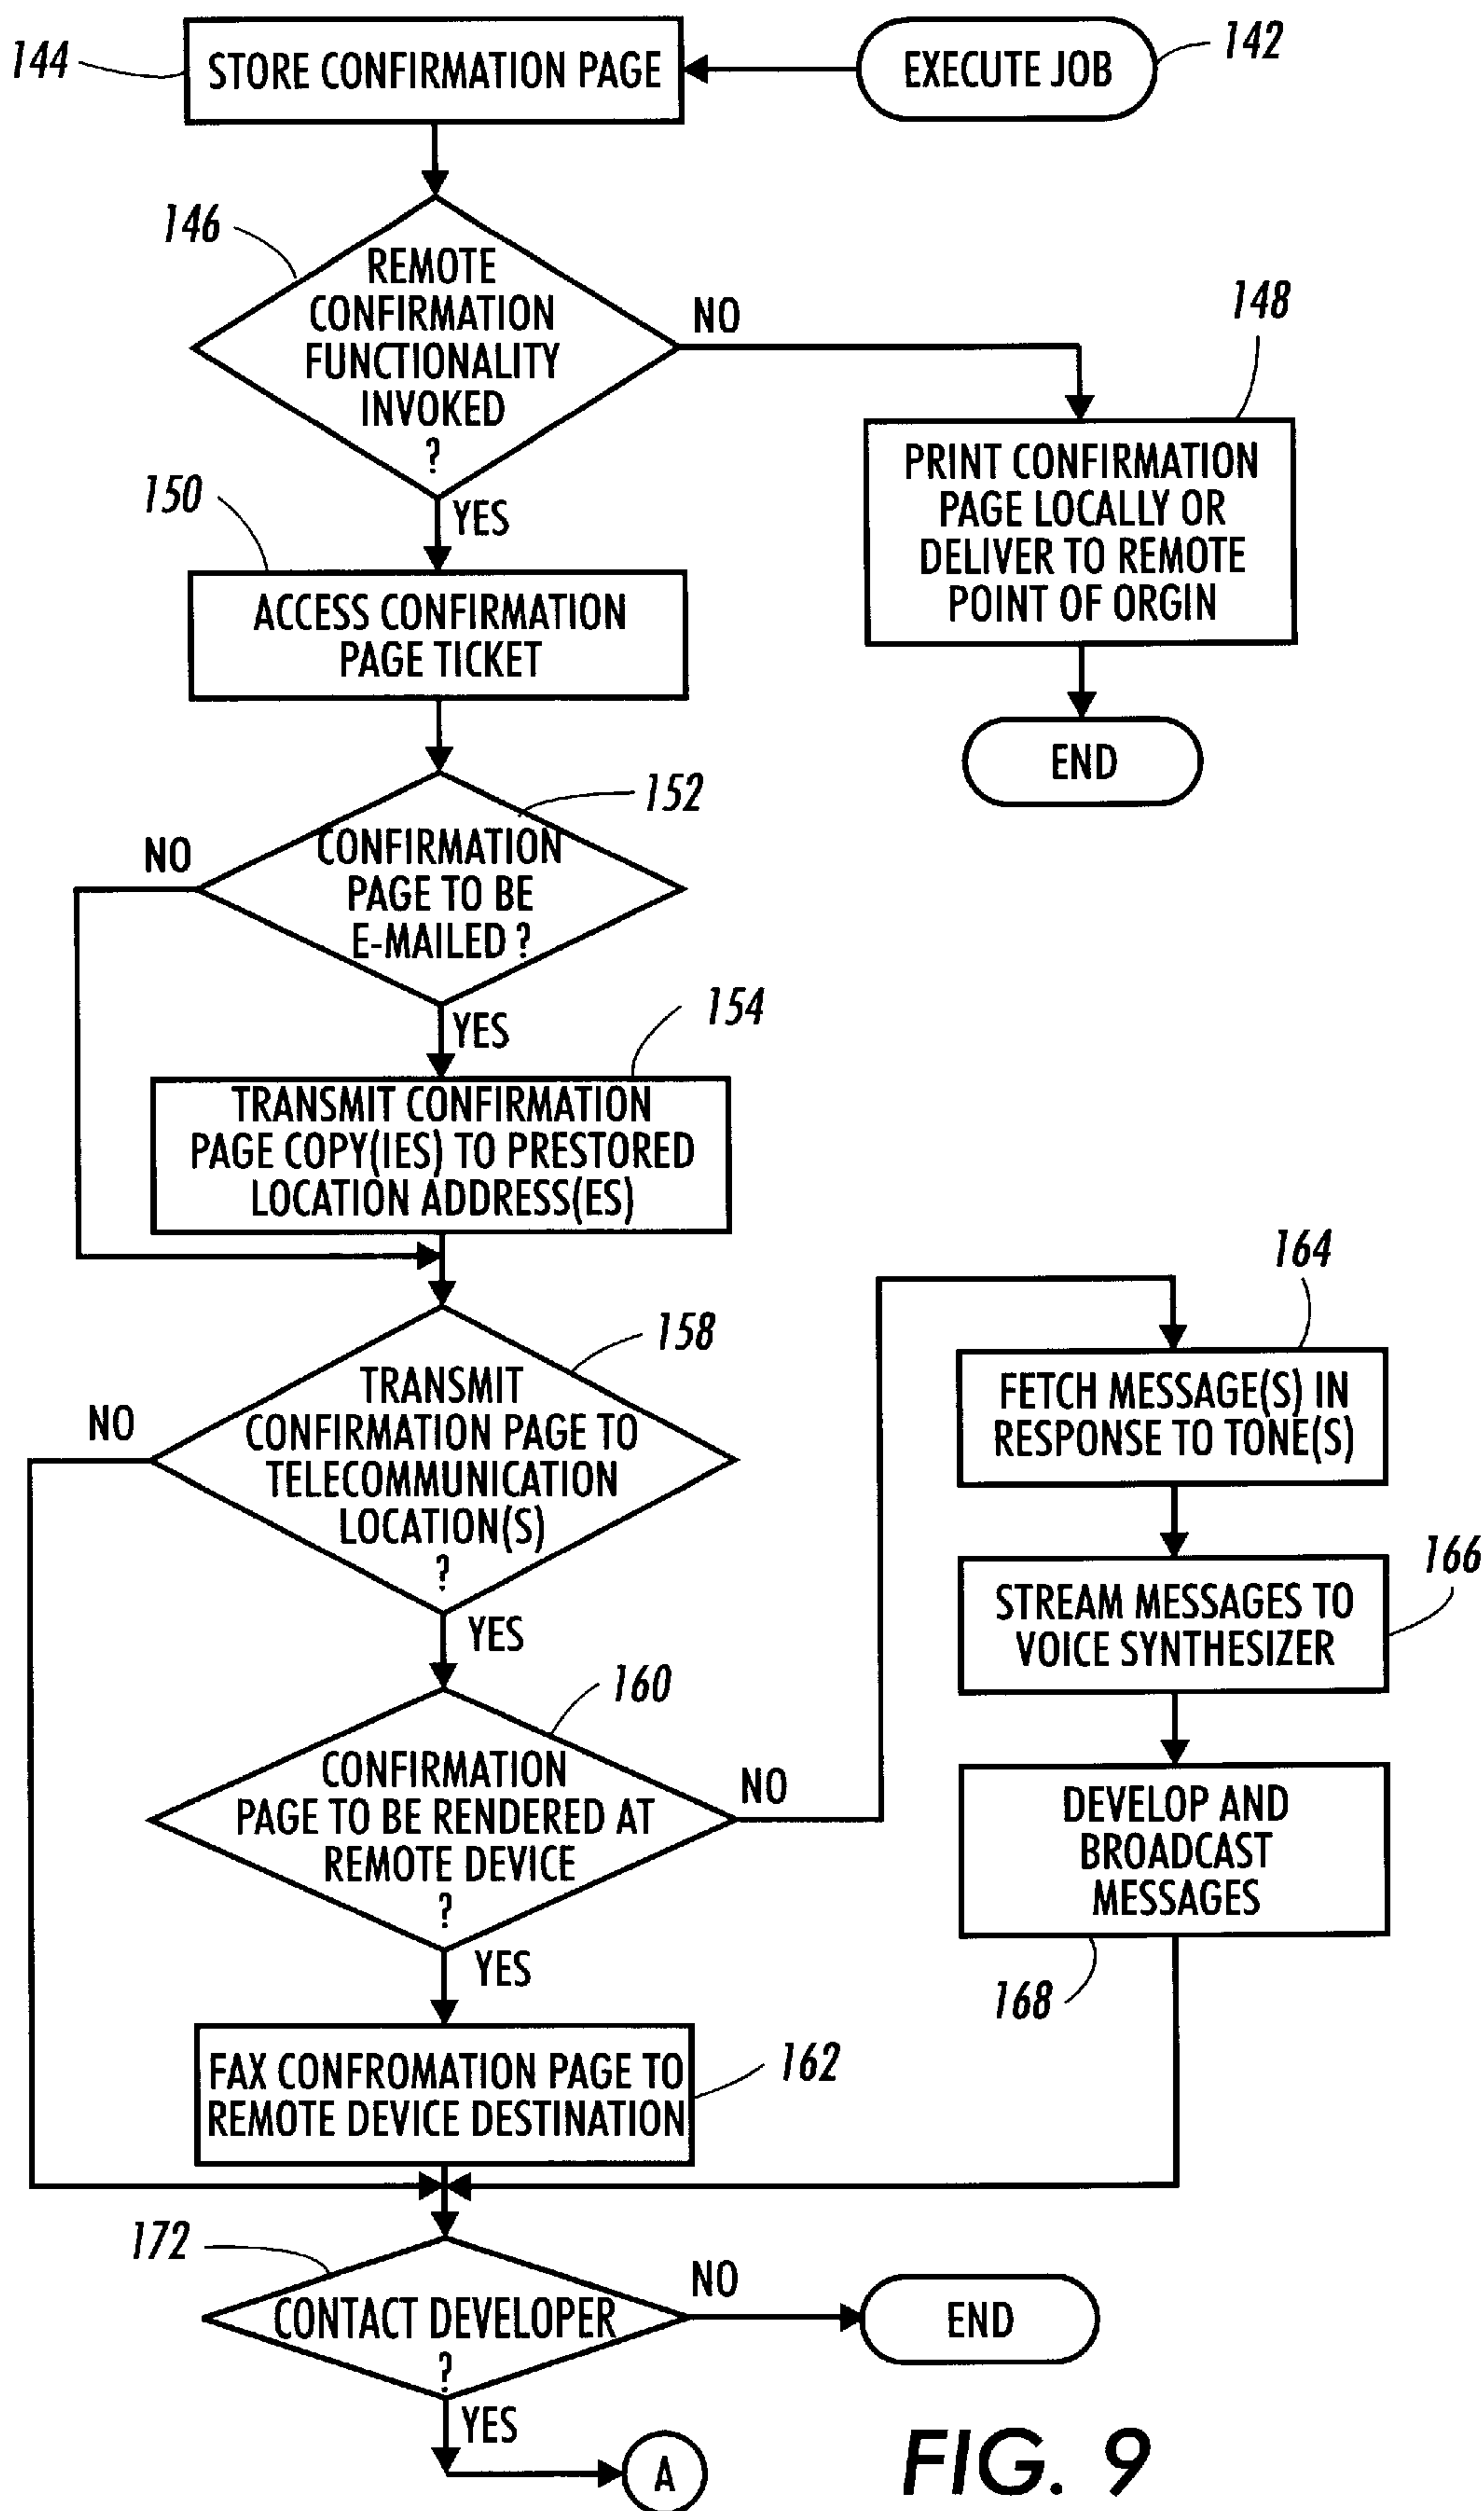 144
STORE CONFIRMATION PAGE
EXECUTE JOB
142
146
REMOTE
CONFIRMATION
FUNCTIONALITY
INVOKED
?
NO
148
PRINT CONFIRMATION
PAGE LOCALLY OR
DELIVER TO REMOTE
POINT OF ORGIN
END
YES
150
ACCESS CONFIRMATION
PAGE TICKET
152
CONFIRMATION
PAGE TO BE
E-MAILED ?
NO
YES
154
TRANSMIT CONFIRMATION
PAGE COPY(IES) TO PRESTORED
LOCATION ADDRESS(ES)
158
TRANSMIT
CONFIRMATION PAGE TO
TELECOMMUNICATION
LOCATION(S)
?
NO
YES
160
CONFIRMATION
PAGE TO BE RENDERED AT
REMOTE DEVICE
?
NO
164
FETCH MESSAGE(S) IN
RESPONSE TO TONE(S)
166
STREAM MESSAGES TO
VOICE SYNTHESIZER
DEVELOP AND
BROADCAST
MESSAGES
168
YES
FAX CONFROMATION PAGE TO
REMOTE DEVICE DESTINATION
162
172
CONTACT DEVELOPER
?
NO
END
YES
A
FIG. 9